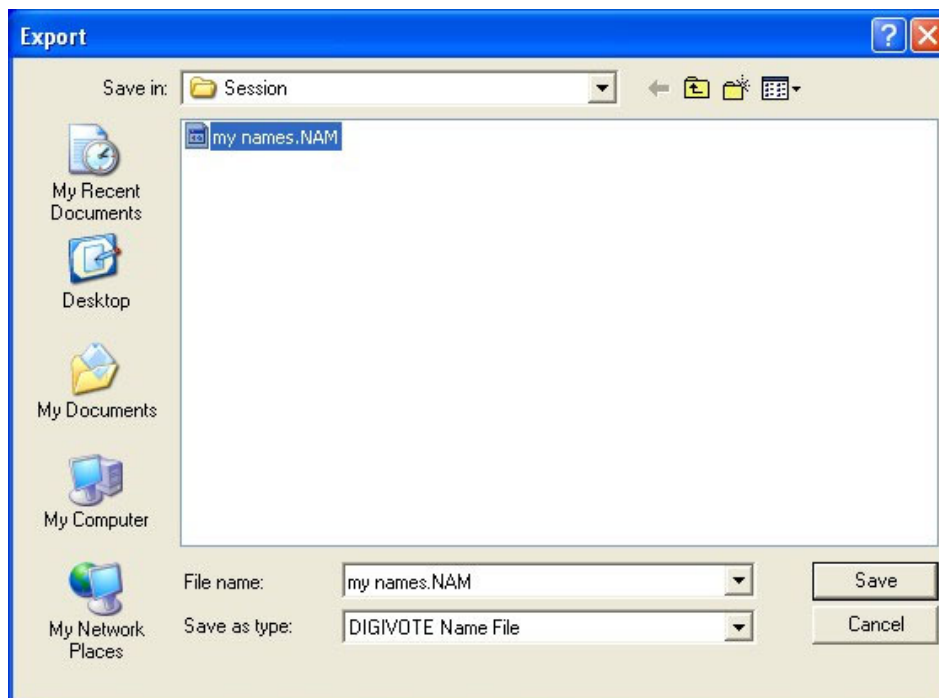 Export
Save in:
Session
my names.NAM
My Recent
Documents
Desktop
My Documents
My Computer
My Network
Places
File name:
my names.NAM
Save
Save as type:
DIGIVOTE Name File
Cancel